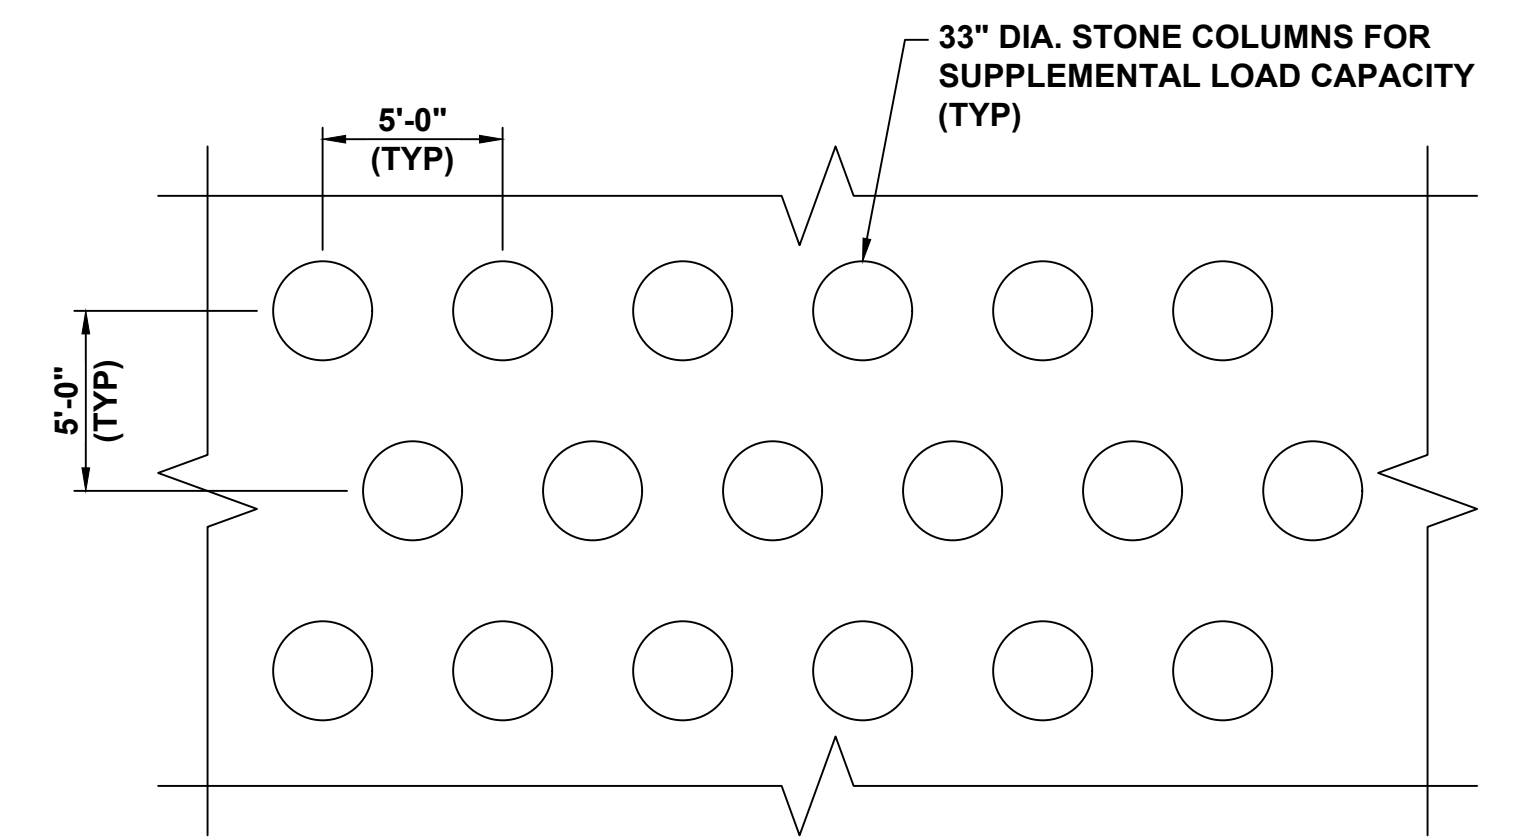 33" DIA. STONE COLUMNS FOR
SUPPLEMENTAL LOAD CAPACITY
(TYP)
5'-0"
(TYP)
5'-0"
(TYP)